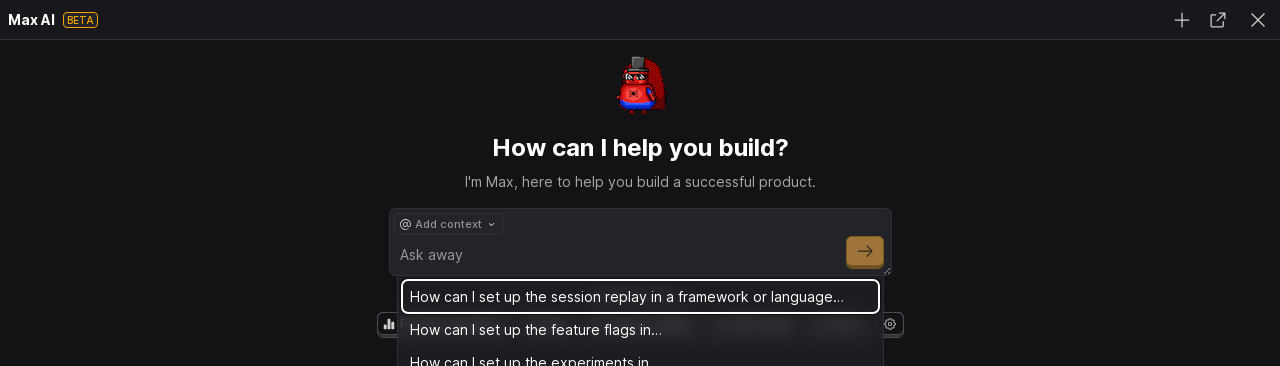 Max AI BETA
How can I help you build?
I'm Max, here to help you build a successful product.
@ Add context
Ask away
How can I set up the session replay in a framework or language...
How can I set up the feature flags in...
How can I set up the experiments in